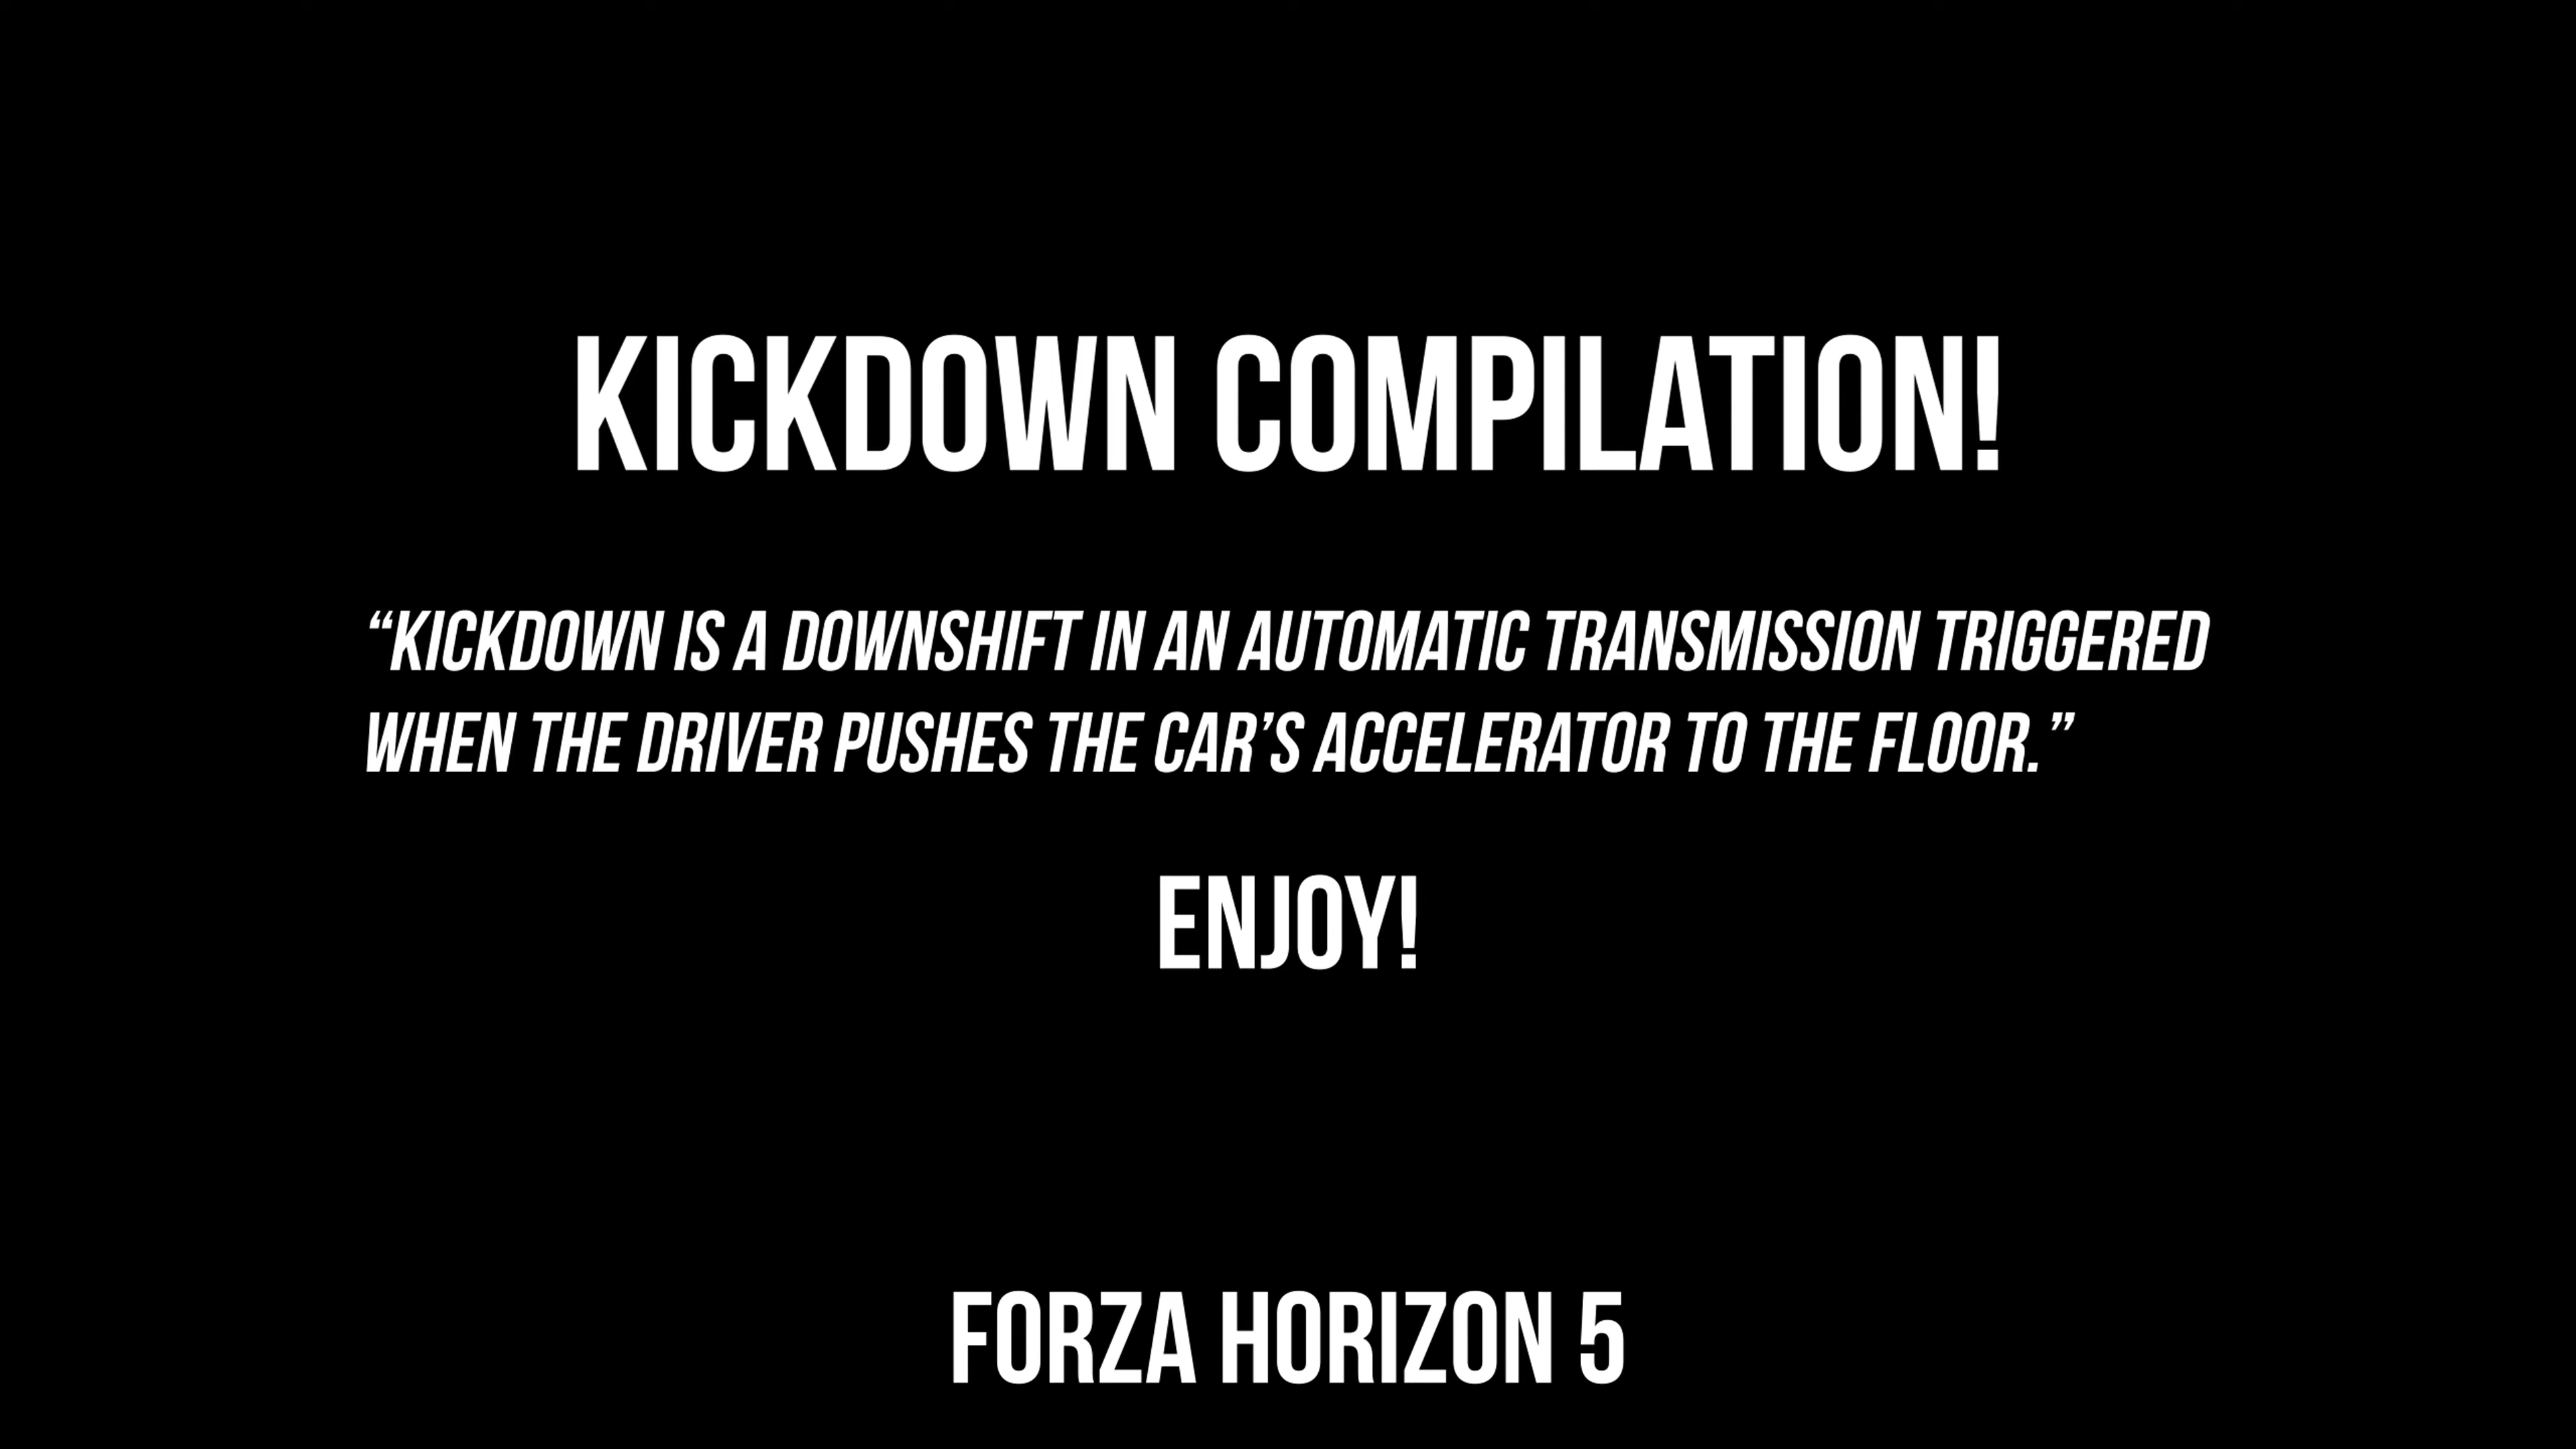 KICKDOWN COMPILATION!
“KICKDOWN IS A DOWNSHIFT IN AN AUTOMATIC TRANSMISSION TRIGGERED
WHEN THE DRIVER PUSHES THE CAR’S ACCELERATOR TO THE FLOOR.”
ENJOY!
FORZA HORIZON 5